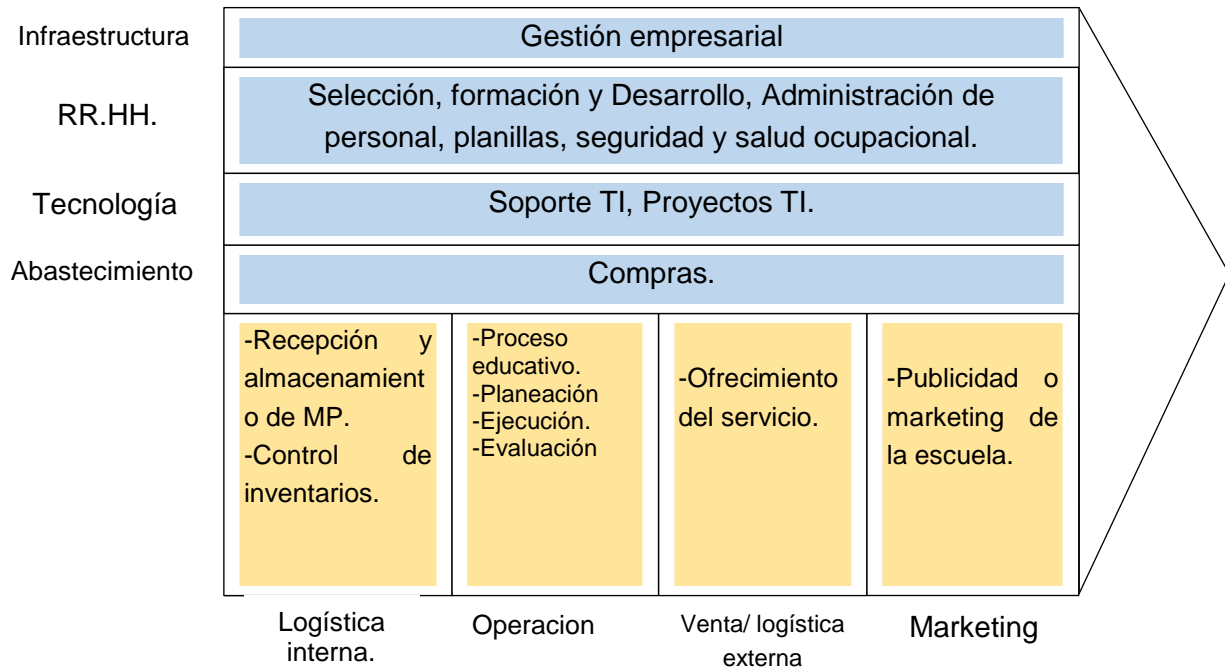 Infraestructura
Gestión empresarial
RR.HH.
Selección, formación y Desarrollo, Administración de
personal, planillas, seguridad y salud ocupacional.
Tecnología
Soporte TI, Proyectos TI.
Abastecimiento
Compras.
-Recepción y
almacenamient
o de MP.
-Control de
inventarios.
-Proceso
educativo.
-Planeación
-Ejecución.
-Evaluación
-Ofrecimiento
del servicio.
-Publicidad o
marketing de
la escuela.
Logística
interna.
Operacion
Venta/ logística
externa
Marketing